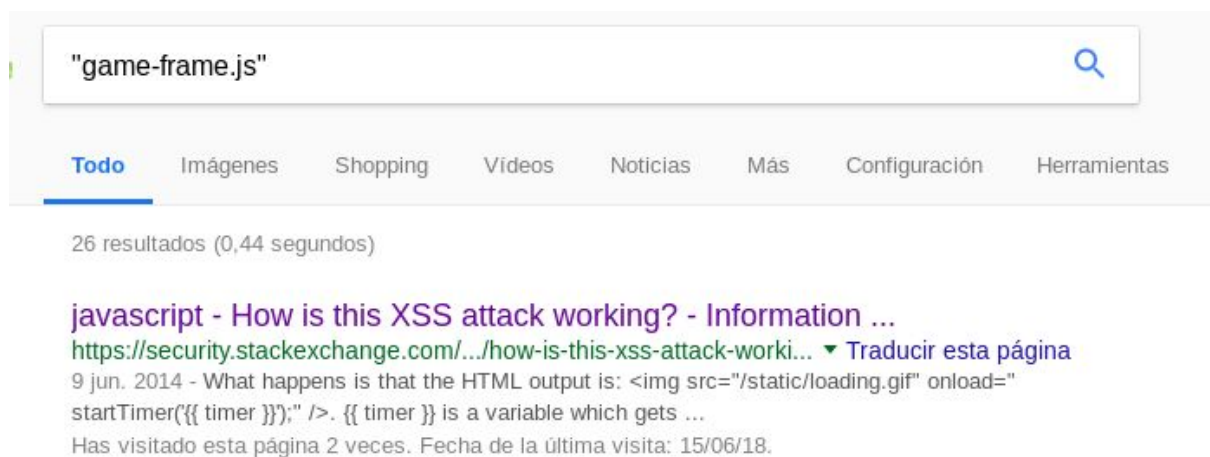 "game-frame.js"
Todo Imágenes Shopping Vídeos Noticias Más Configuración Herramientas
26 resultados (0,44 segundos)
javascript - How is this XSS attack working? - Information ...
https://security.stackexchange.com/.../how-is-this-xss-attack-worki... ▼ Traducir esta página
9 jun. 2014 - What happens is that the HTML output is: <img src="/static/loading.gif" onload="
startTimer('{{ timer }}');" />. {{ timer }} is a variable which gets ...
Has visitado esta página 2 veces. Fecha de la última visita: 15/06/18.